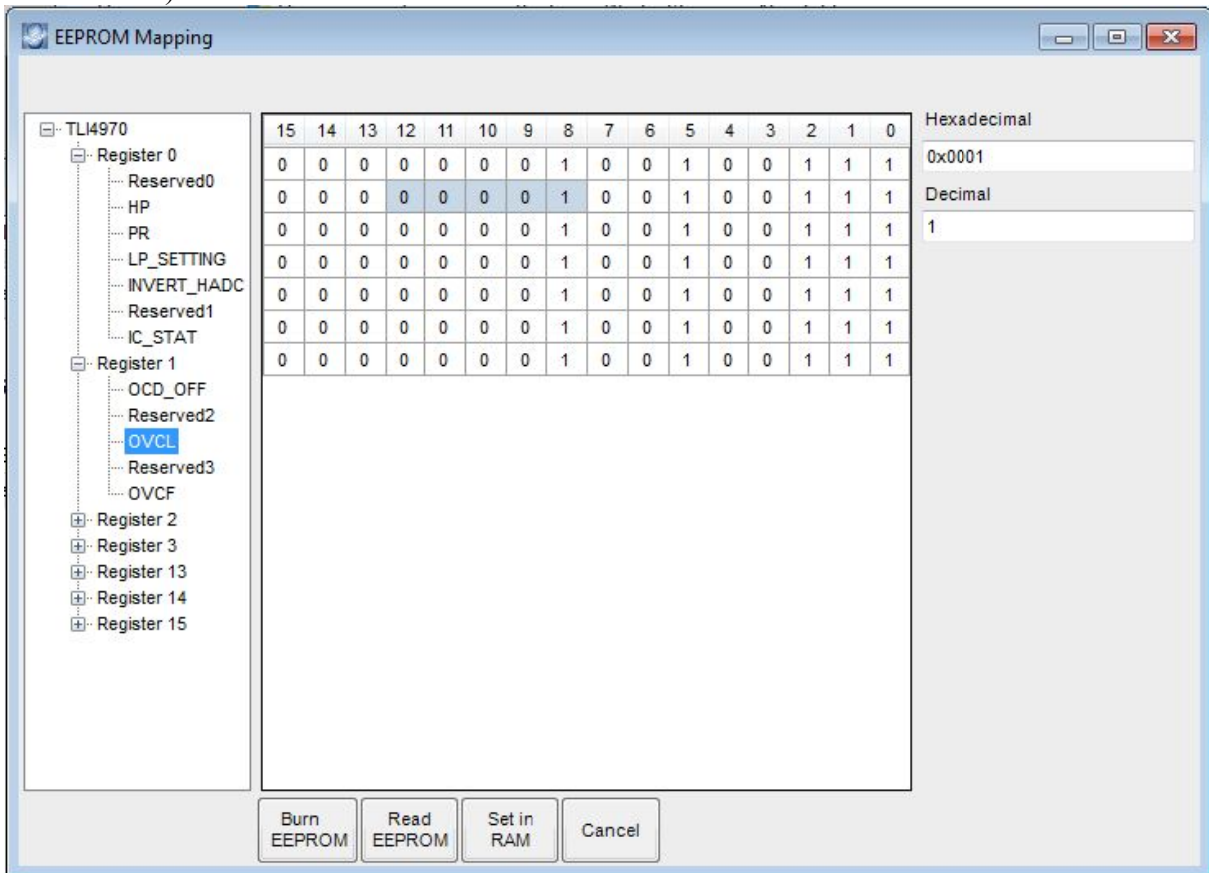 EEPROM Mapping
TLI4970
Register 0
Reserved0
HP
PR
LP_SETTING
INVERT_HADC
Reserved1
IC_STAT
Register 1
OCD_OFF
Reserved2
OVCL
Reserved3
OVCF
Register 2
Register 3
Register 13
Register 14
Register 15
15 14 13 12 11 10 9 8 7 6 5 4 3 2 1 0
0 0 0 0 0 0 0 1 0 0 1 0 0 1 1 1
0 0 0 0 0 0 0 1 0 0 1 0 0 1 1 1
0 0 0 0 0 0 0 1 0 0 1 0 0 1 1 1
0 0 0 0 0 0 0 1 0 0 1 0 0 1 1 1
0 0 0 0 0 0 0 1 0 0 1 0 0 1 1 1
0 0 0 0 0 0 0 1 0 0 1 0 0 1 1 1
0 0 0 0 0 0 0 1 0 0 1 0 0 1 1 1
Hexadecimal
0x0001
Decimal
1
Burn
EEPROM
Read
EEPROM
Set in
RAM
Cancel